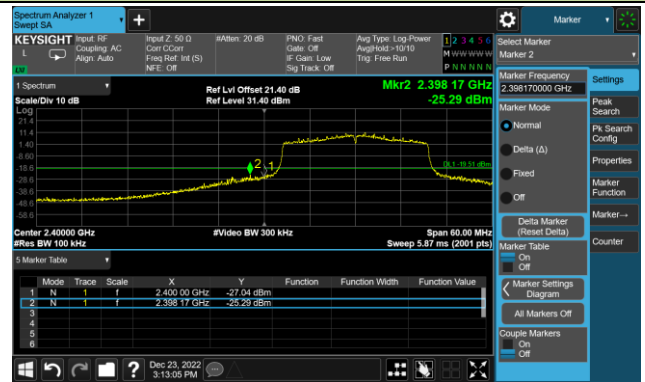 Spectrum Analyzer 1
Swept SA
+
Marker
KEYSIGHT
L
LW
Input: RF
Coupling: AC
Align: Auto
Input Z: 50 Ω
Corr CCorr
Freq Ref: Int (S)
NFE: Off
#Atten: 20 dB
PNO: Fast
Gate: Off
IF Gain: Low
Sig Track: Off
Avg Type: Log-Power
Avg|Hold:>10/10
Trig: Free Run
1 2 3 4 5 6
M W W W W W
P N N N N N
Select Marker
Marker 2
1 Spectrum
Scale/Div 10 dB
Log
Ref Lvl Offset 21.40 dB
Ref Level 31.40 dBm
Mkr2 2.398 17 GHz
-25.29 dBm
21.4
11.4
1.40
-8.60
-18.6
-28.6
-38.6
-48.6
-58.6
2
1
DL1 -19.51 dBm
Center 2.40000 GHz
#Res BW 100 kHz
#Video BW 300 kHz
Span 60.00 MHz
Sweep 5.87 ms (2001 pts)
5 Marker Table
Mode Trace Scale X Y Function Function Width Function Value
1 N 1 f 2.400 00 GHz -27.04 dBm
2 N 1 f 2.398 17 GHz -25.29 dBm
3
4
5
6
Marker Frequency
2.398170000 GHz
Marker Mode
Normal
Delta (Δ)
Fixed
Off
Delta Marker
(Reset Delta)
Marker Table
On
Off
Marker Settings
Diagram
All Markers Off
Couple Markers
On
Off
Settings
Peak
Search
Pk Search
Config
Properties
Marker
Function
Marker→
Counter
?
Dec 23, 2022
3:13:05 PM